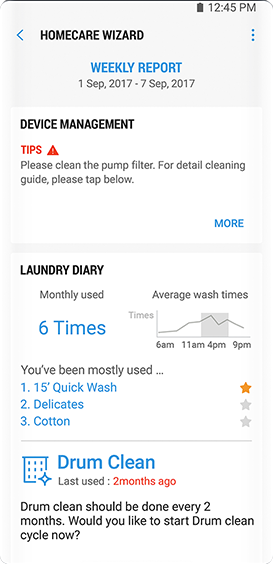 12:45 PM
HOMECARE WIZARD
WEEKLY REPORT
1 Sep, 2017 - 7 Sep, 2017
DEVICE MANAGEMENT
TIPS
Please clean the pump filter. For detail cleaning
guide, please tap below.
MORE
LAUNDRY DIARY
Monthly used
Average wash times
6 Times
Times
6am 11am 4pm 9pm
You've been mostly used ...
1. 15' Quick Wash
2. Delicates
3. Cotton
Drum Clean
Last used : 2months ago
Drum clean should be done every 2
months. Would you like to start Drum clean
cycle now?